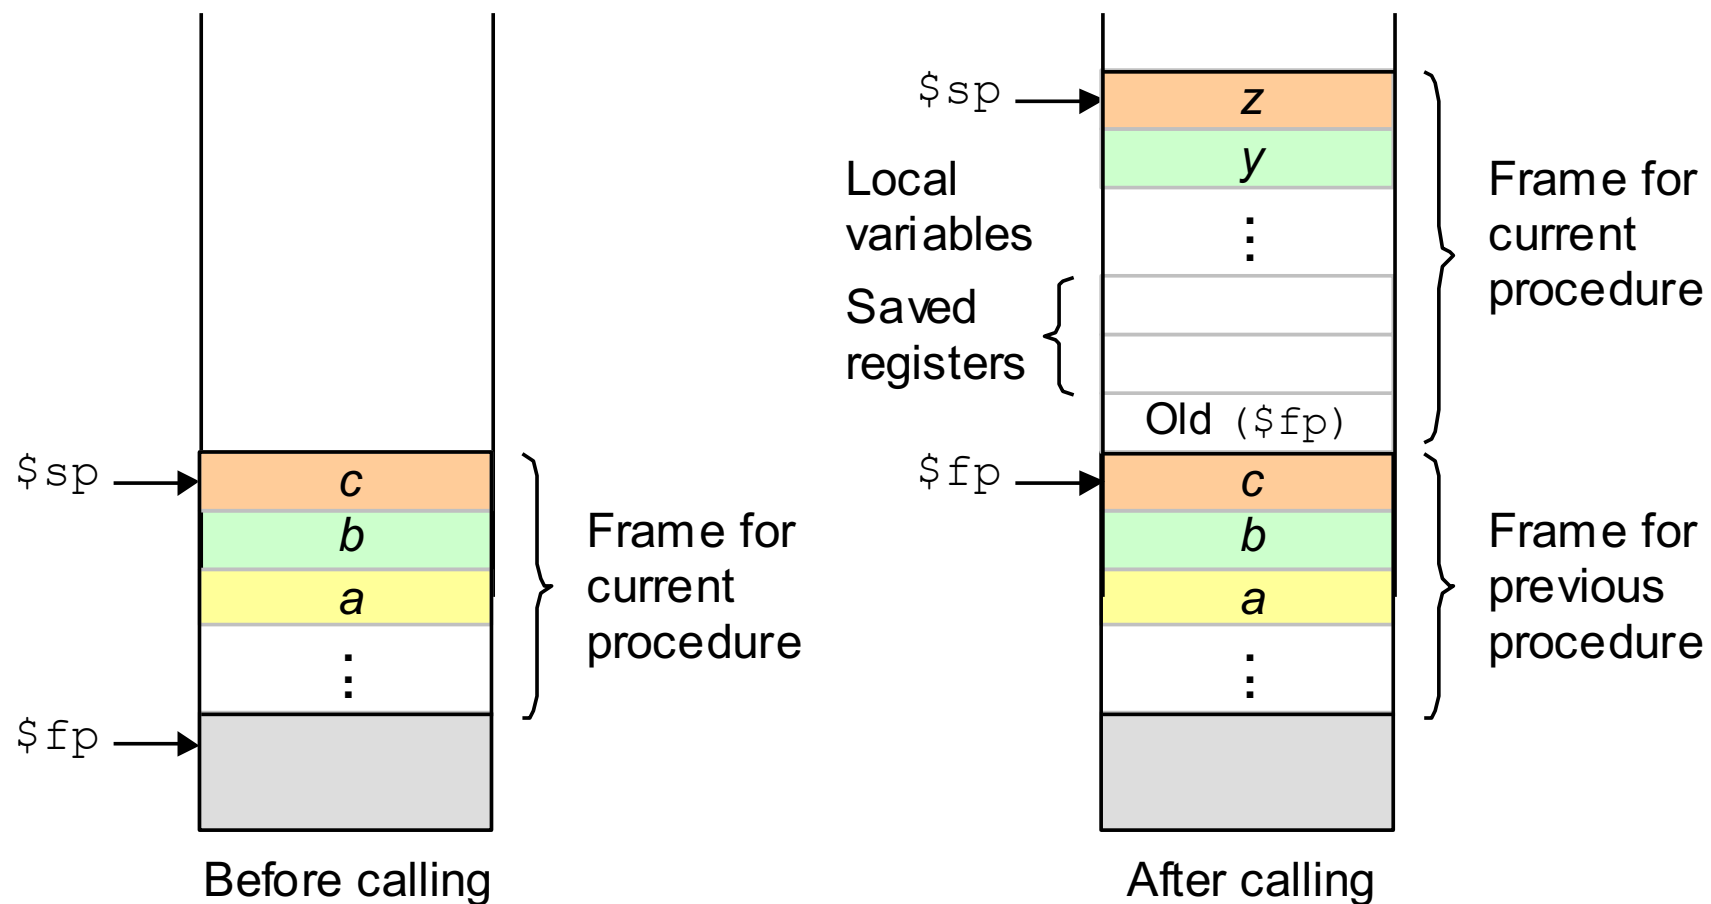 $sp
c
b
a
⋮
$fp
Frame for
current
procedure
Before calling
$sp
z
y
⋮
Local
variables
Saved
registers
Old ($fp)
$fp
c
b
a
⋮
Frame for
current
procedure
Frame for
previous
procedure
After calling